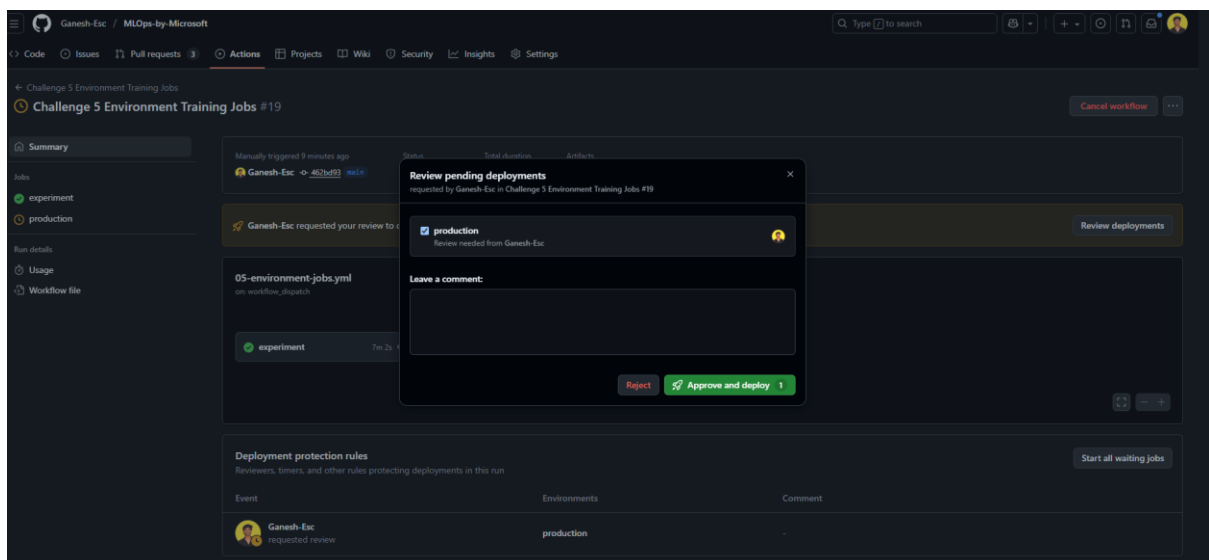 Ganesh-Esc / MLOps-by-Microsoft
Type / to search
Code Issues Pull requests 3 Actions Projects Wiki Security Insights Settings
← Challenge 5 Environment Training Jobs
Challenge 5 Environment Training Jobs #19
Cancel workflow
Summary
Jobs
experiment
production
Run details
Usage
Workflow file
Manually triggered 9 minutes ago
Status
Total duration
Artifacts
Ganesh-Esc 462bd93 main
Ganesh-Esc requested your review to
Review deployments
05-environment-jobs.yml
on: workflow_dispatch
experiment 7m 2s
Review pending deployments
requested by Ganesh-Esc in Challenge 5 Environment Training Jobs #19
production
Review needed from Ganesh-Esc
Leave a comment:
Reject
Approve and deploy 1
Deployment protection rules
Reviewers, timers, and other rules protecting deployments in this run
Start all waiting jobs
Event Environments Comment
Ganesh-Esc
requested review
production
-